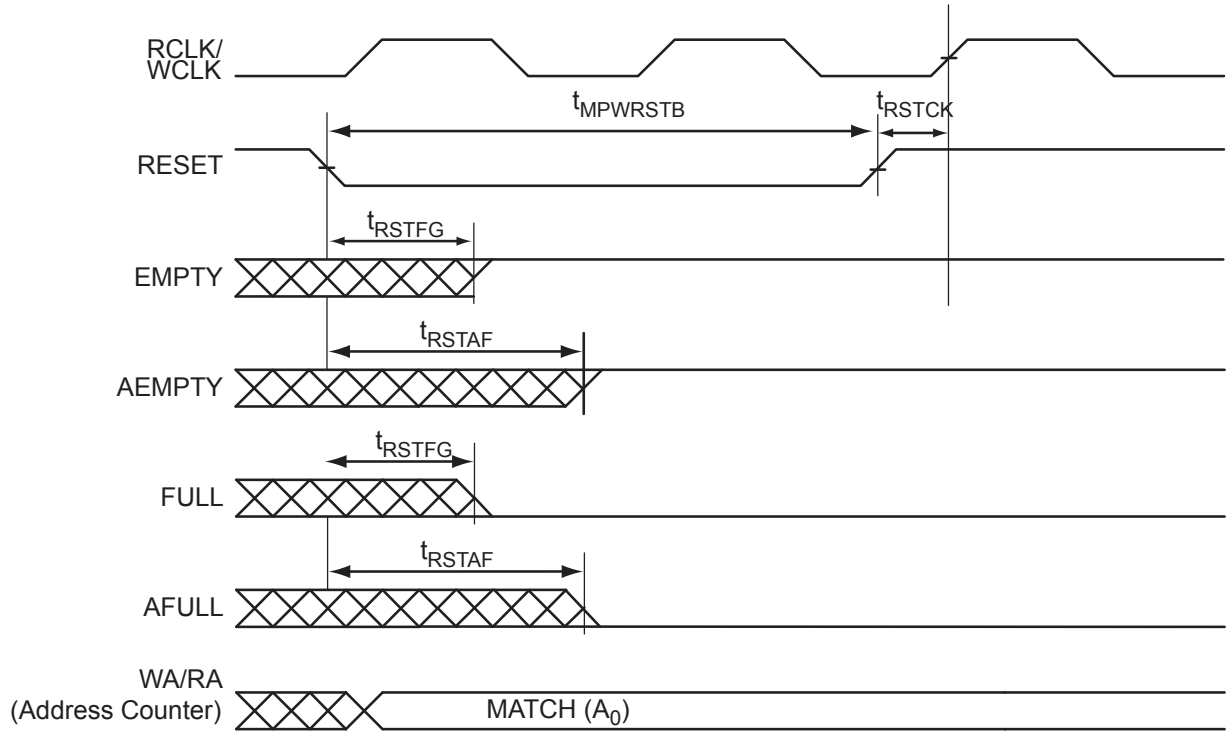 RCLK/
WCLK
tMPWRSTB
tRSTCK
RESET
tRSTFG
EMPTY
tRSTAF
AEMPTY
tRSTFG
FULL
tRSTAF
AFULL
WA/RA
(Address Counter)
MATCH (A0)